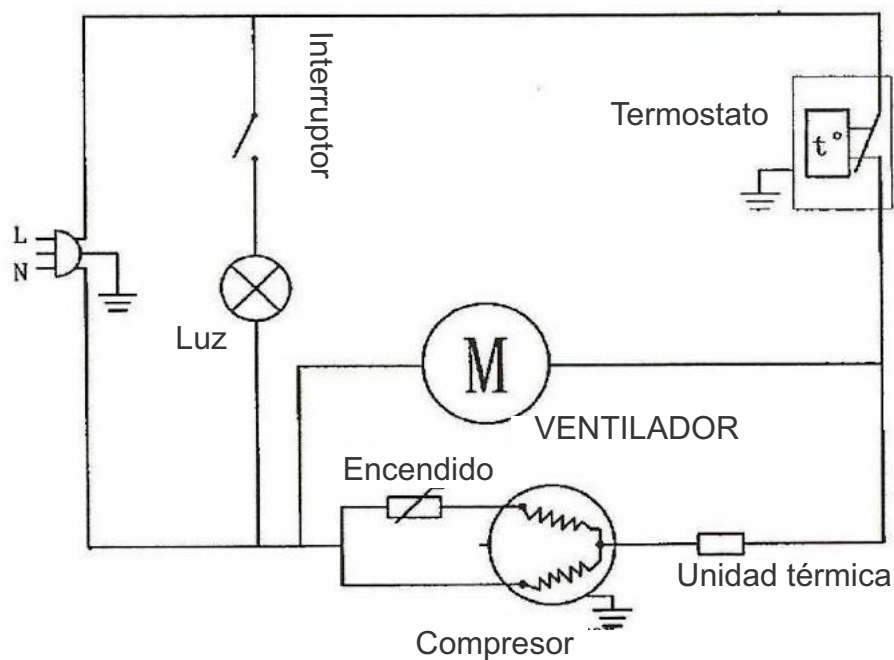 Interruptor
Termostato
t°
L
N
Luz
M
VENTILADOR
Encendido
Unidad térmica
Compresor